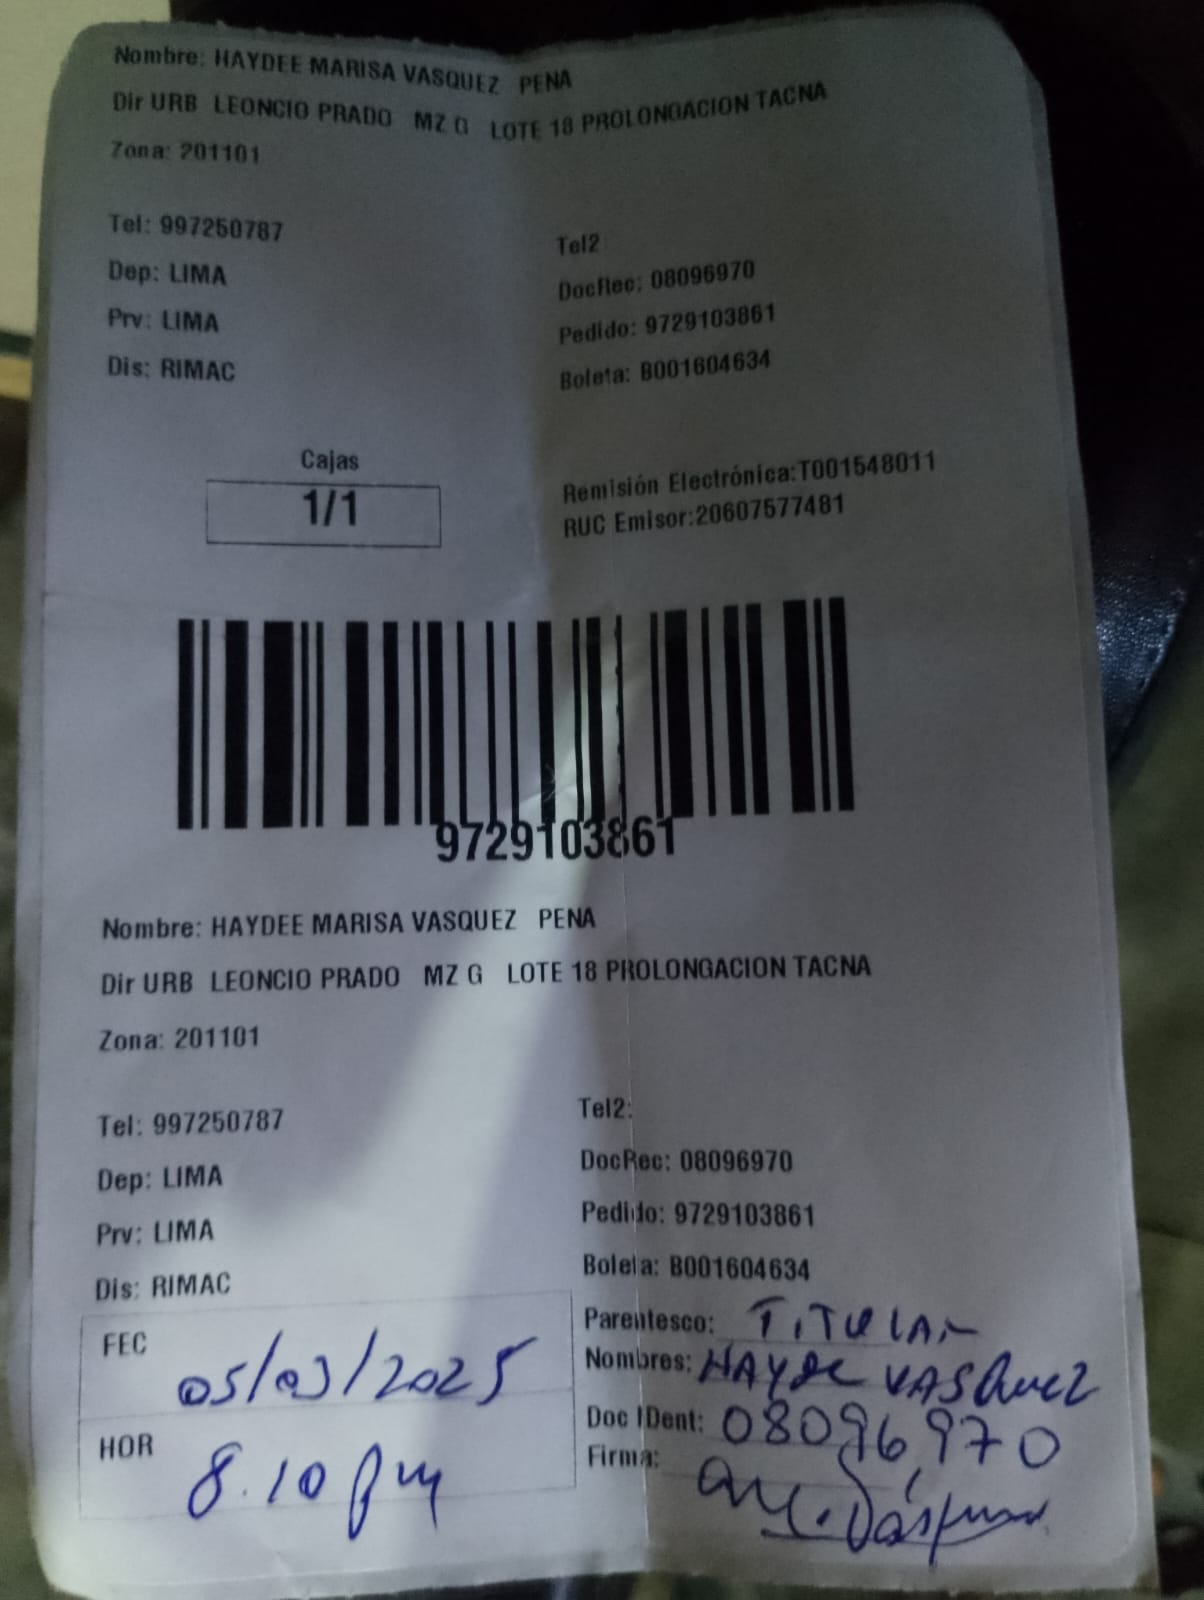 Nombre: HAYDEE MARISA VASQUEZ PENA
Dir URB LEONCIO PRADO MZ G LOTE 18 PROLONGACION TACNA
Zona: 201101
Tel: 997250787
Tel2
Dep: LIMA
DocRec: 08096970
Prv: LIMA
Pedido: 9729103861
Dis: RIMAC
Boleta: B001604634
Cajas
1/1
Remisión Electrónica:T001548011
RUC Emisor:20607577481
9729103861
Nombre: HAYDEE MARISA VASQUEZ PENA
Dir URB LEONCIO PRADO MZ G LOTE 18 PROLONGACION TACNA
Zona: 201101
Tel: 997250787
Tel2:
Dep: LIMA
DocRec: 08096970
Prv: LIMA
Pedido: 9729103861
Dis: RIMAC
Boleta: B001604634
FEC 05/03/2025
Parentesco: TITULAR
Nombres: HAYDE VASQUEZ
HOR 8.10 pm
Doc IDent: 08096970
Firma: